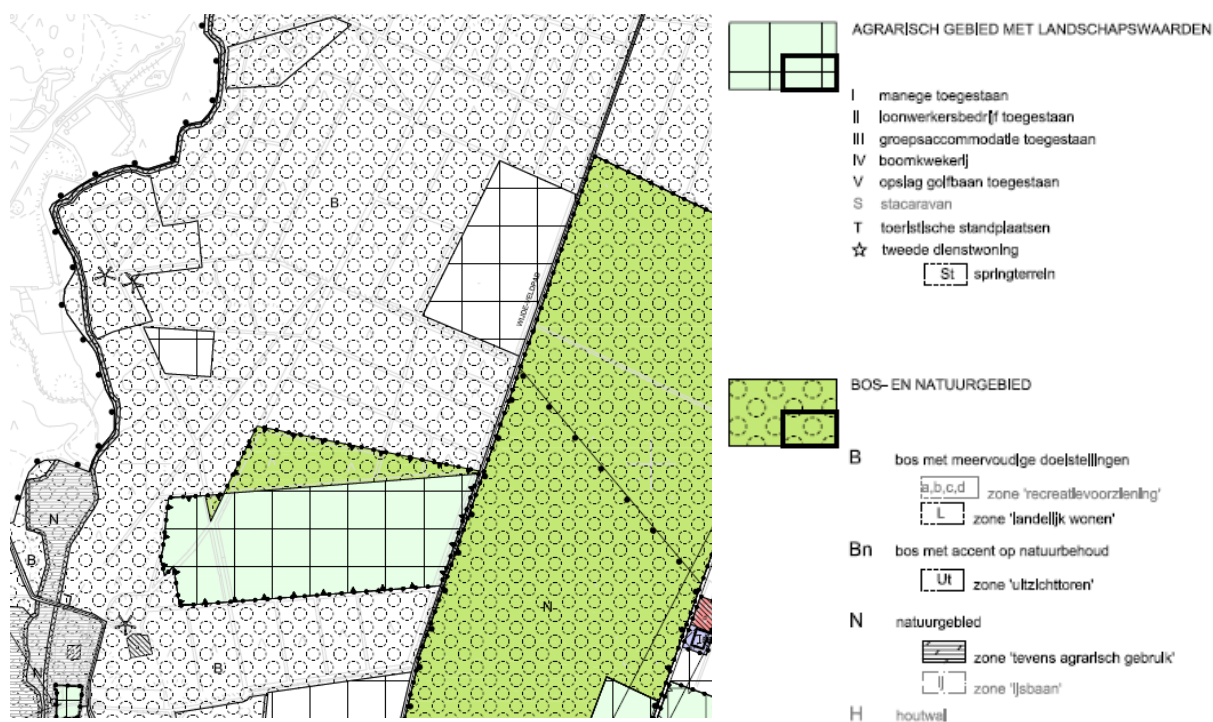 B
WIJDE VELDPAD
N
B
N
B
N
AGRARISCH GEBIED MET LANDSCHAPSWAARDEN
I manege toegestaan
II loonwerkersbedrijf toegestaan
III groepsaccommodatie toegestaan
IV boomkwekerij
V opslag golfbaan toegestaan
S stacaravan
T toeristische standplaatsen
tweede dienstwoning
St springterrein
BOS- EN NATUURGEBIED
B bos met meervoudige doelstellingen
a,b,c,d zone 'recreatievoorziening'
L zone 'landelijk wonen'
Bn bos met accent op natuurbehoud
Ut zone 'uitzichttoren'
N natuurgebied
zone 'tevens agrarisch gebruik'
IJ zone 'ijsbaan'
H houtwal